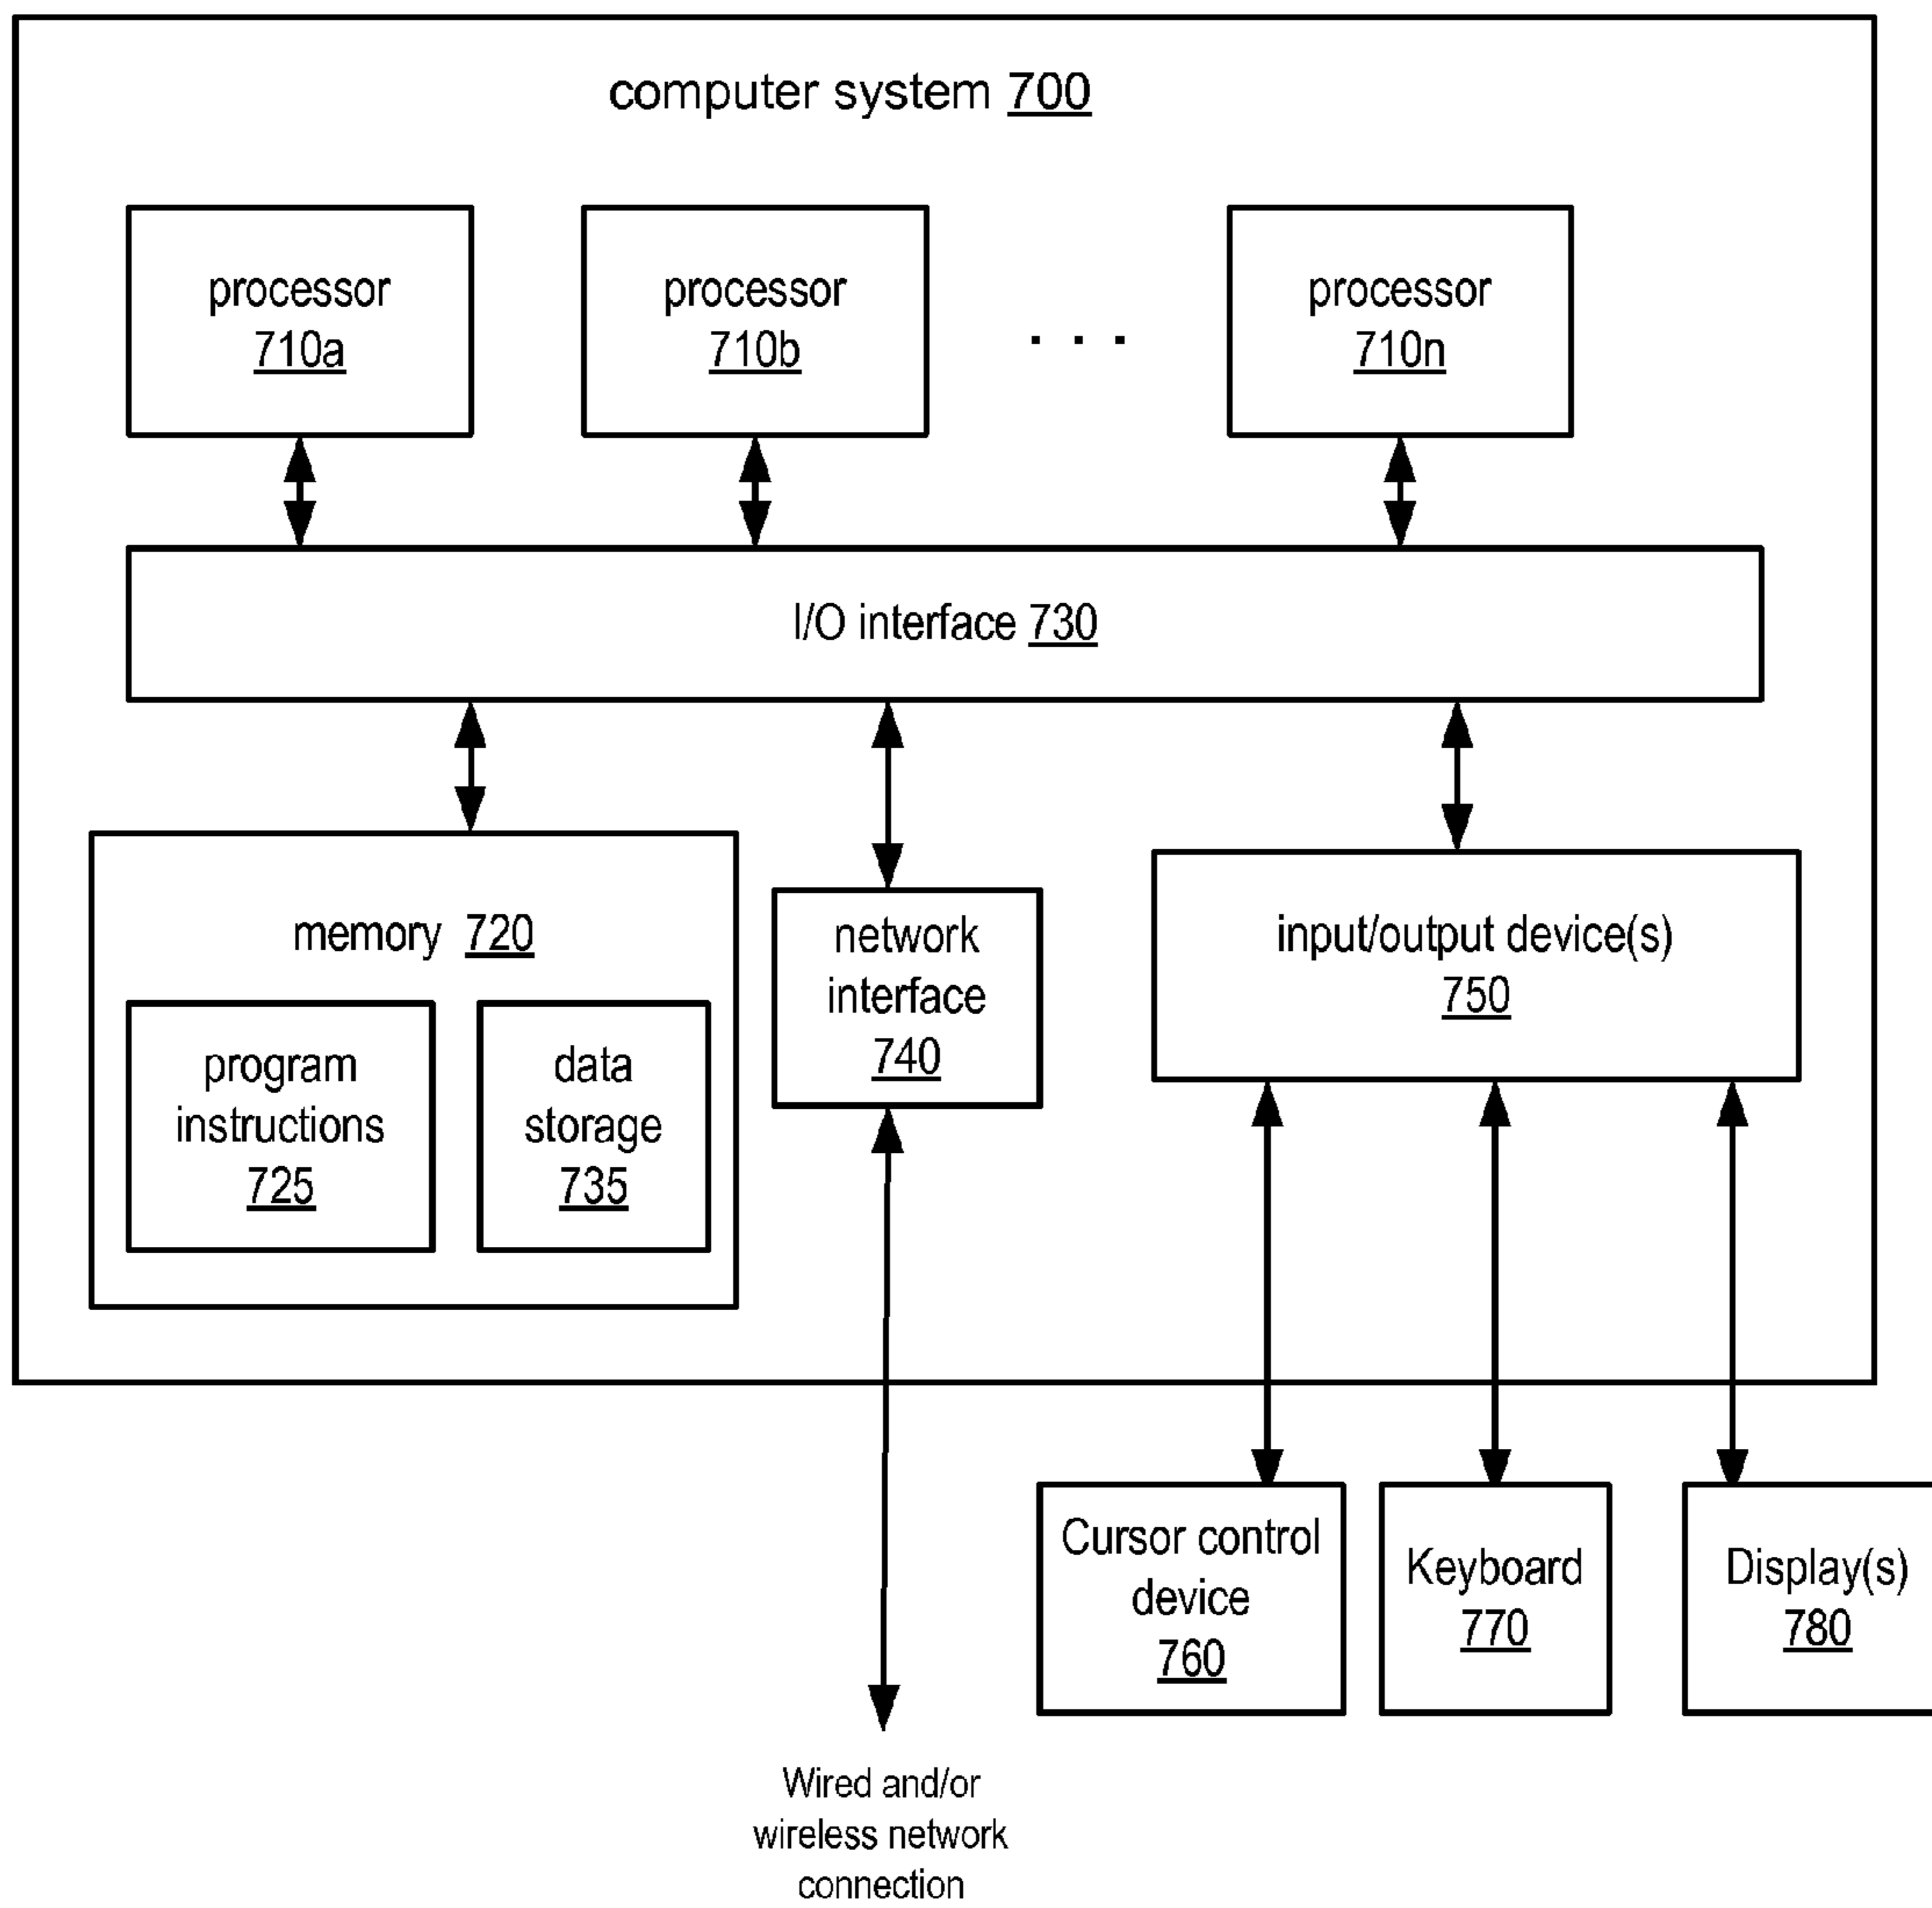 computer system 700
processor
710a
processor
710b
. . .
processor
710n
I/O interface 730
memory 720
program
instructions
725
data
storage
735
network
interface
740
input/output device(s)
750
Cursor control
device
760
Keyboard
770
Display(s)
780
Wired and/or
wireless network
connection